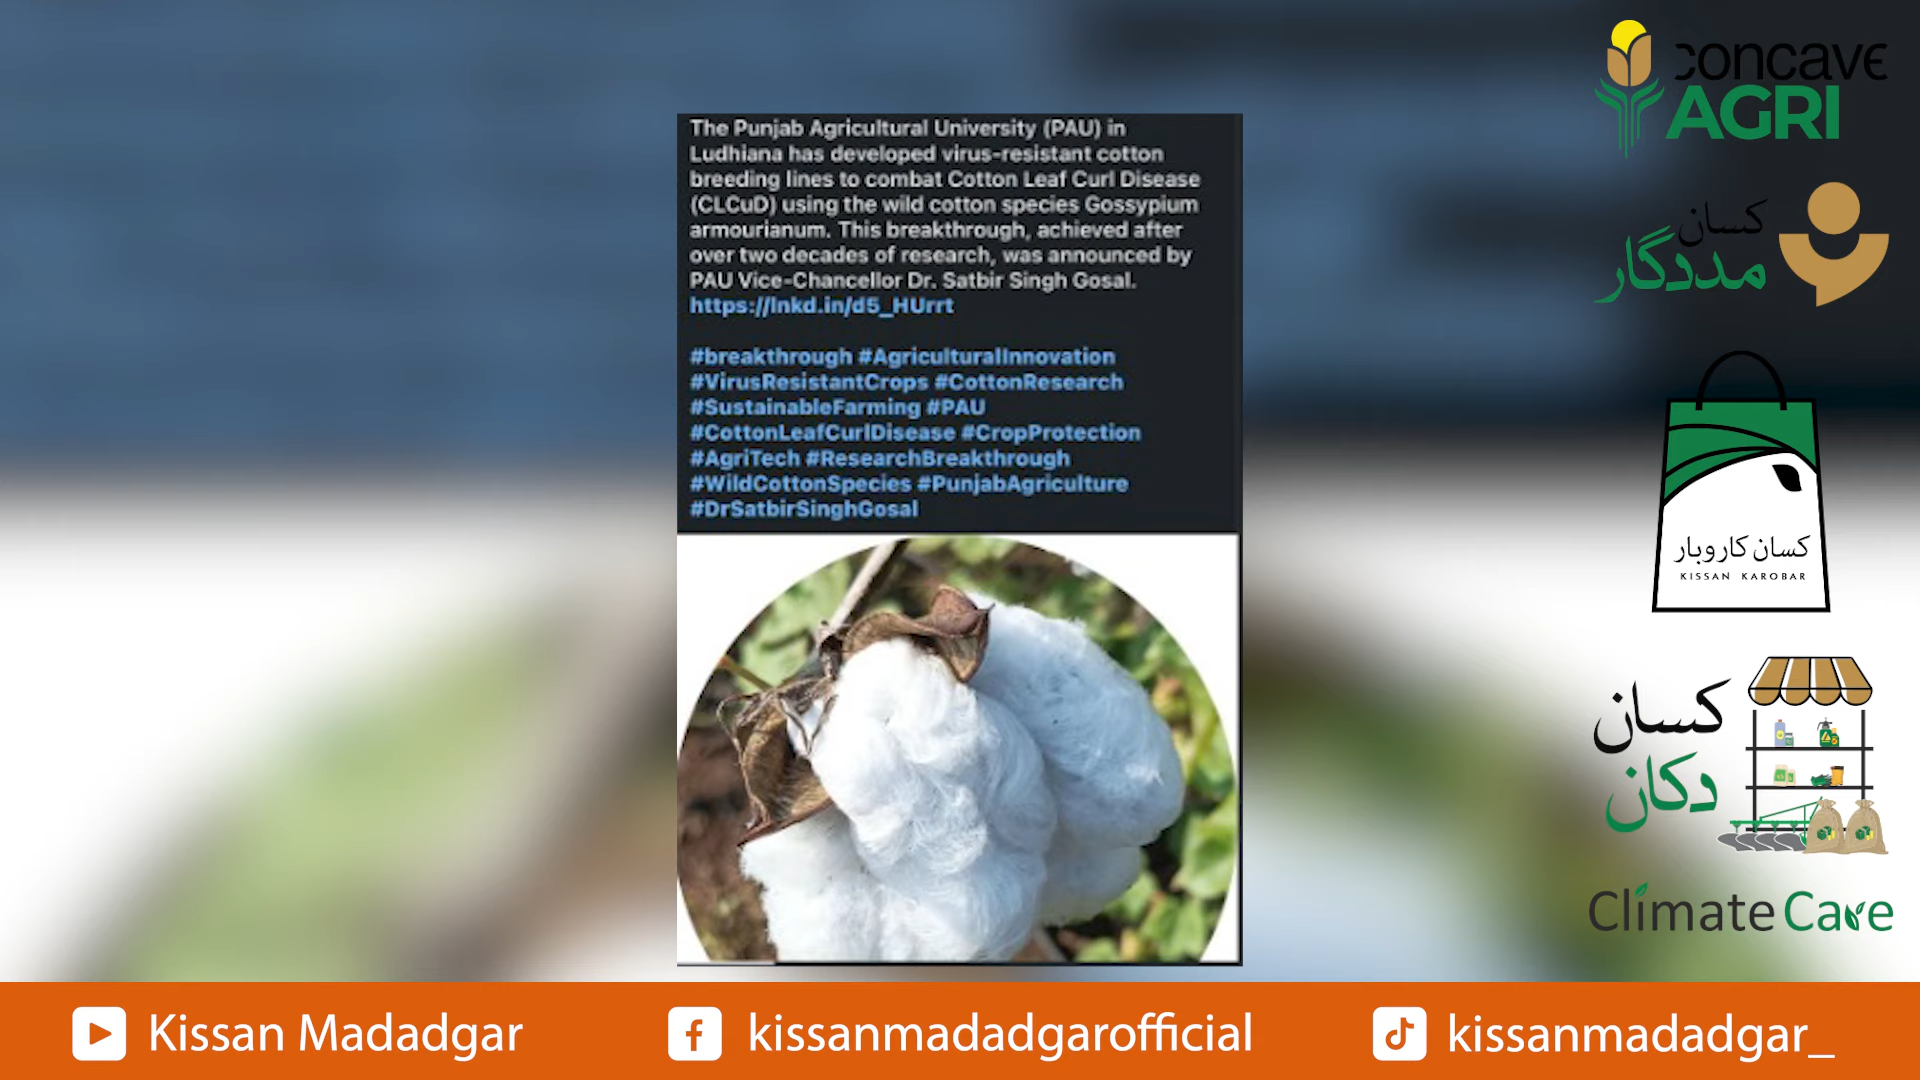 The Punjab Agricultural University (PAU) in
Ludhiana has developed virus-resistant cotton
breeding lines to combat Cotton Leaf Curl Disease
(CLCuD) using the wild cotton species Gossypium
armourianum. This breakthrough, achieved after
over two decades of research, was announced by
PAU Vice-Chancellor Dr. Satbir Singh Gosal.
https://lnkd.in/d5_HUrrt
#breakthrough #AgriculturalInnovation
#VirusResistantCrops #CottonResearch
#SustainableFarming #PAU
#CottonLeafCurlDisease #CropProtection
#AgriTech #ResearchBreakthrough
#WildCottonSpecies #PunjabAgriculture
#DrSatbirSinghGosal
concave
AGRI
کسان
مددگار
کسان کاروبار
KISSAN KAROBAR
کسان
دکان
Climate Care
Kissan Madadgar
kissanmadadgarofficial
kissanmadadgar_